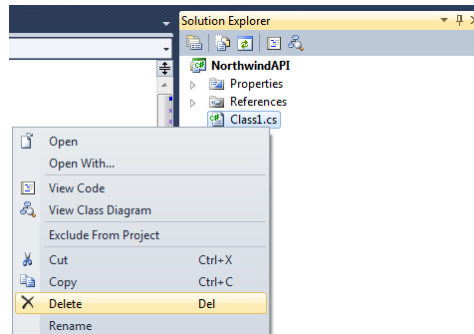 Solution Explorer
NorthwindAPI
Properties
References
Class1.cs
Open
Open With...
View Code
View Class Diagram
Exclude From Project
Cut Ctrl+X
Copy Ctrl+C
Delete Del
Rename